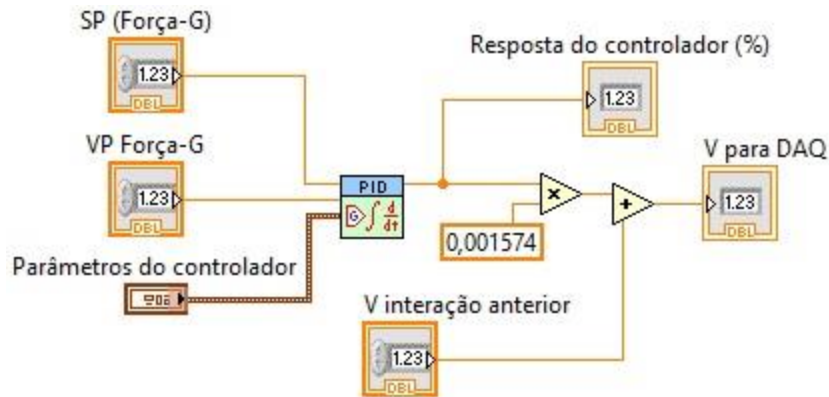 SP (Força-G)
1.23
DBL
Resposta do controlador (%)
1.23
DBL
VP Força-G
1.23
DBL
V para DAQ
1.23
DBL
PID
G ∫ d/dt
×
+
0,001574
Parâmetros do controlador
V interação anterior
1.23
DBL